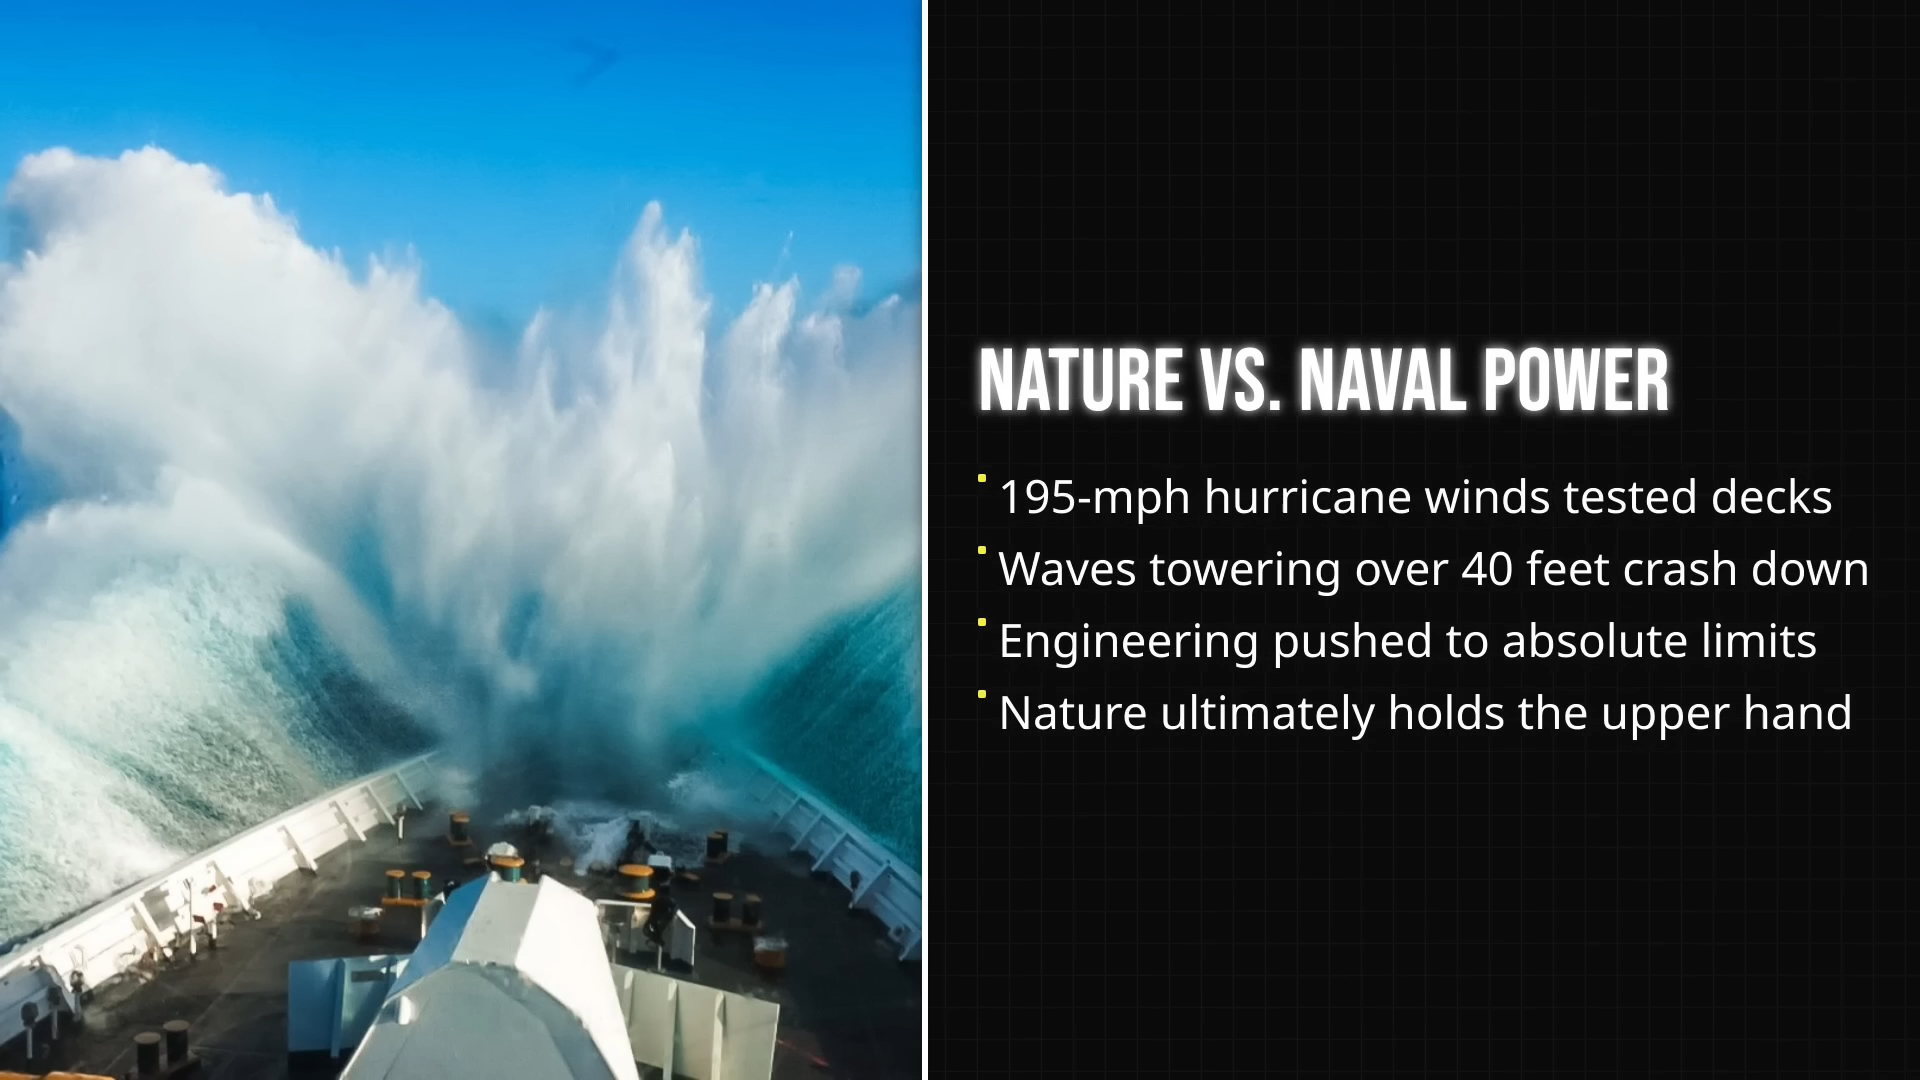 NATURE VS. NAVAL POWER
195-mph hurricane winds tested decks
Waves towering over 40 feet crash down
Engineering pushed to absolute limits
Nature ultimately holds the upper hand